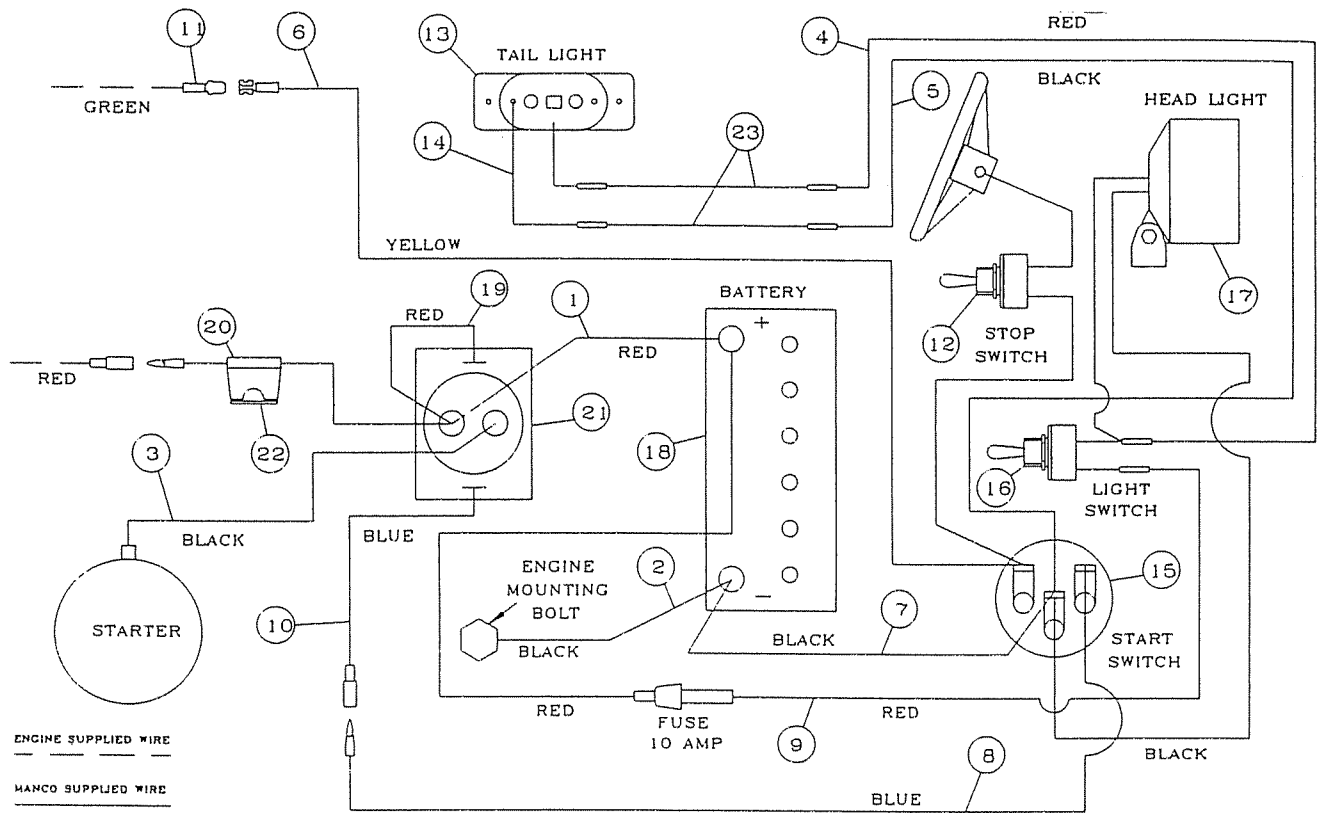 RED
11
6
13
4
TAIL LIGHT
BLACK
5
HEAD LIGHT
GREEN
14
23
YELLOW
19
1
BATTERY
17
20
RED
+
12
STOP
SWITCH
RED
RED
21
22
3
18
16
LIGHT
SWITCH
BLACK
BLUE
ENGINE
MOUNTING
BOLT
2
15
10
STARTER
BLACK
BLACK
7
START
SWITCH
RED
FUSE
10 AMP
9
RED
8
BLACK
ENGINE SUPPLIED WIRE
MANCO SUPPLIED WIRE
BLUE